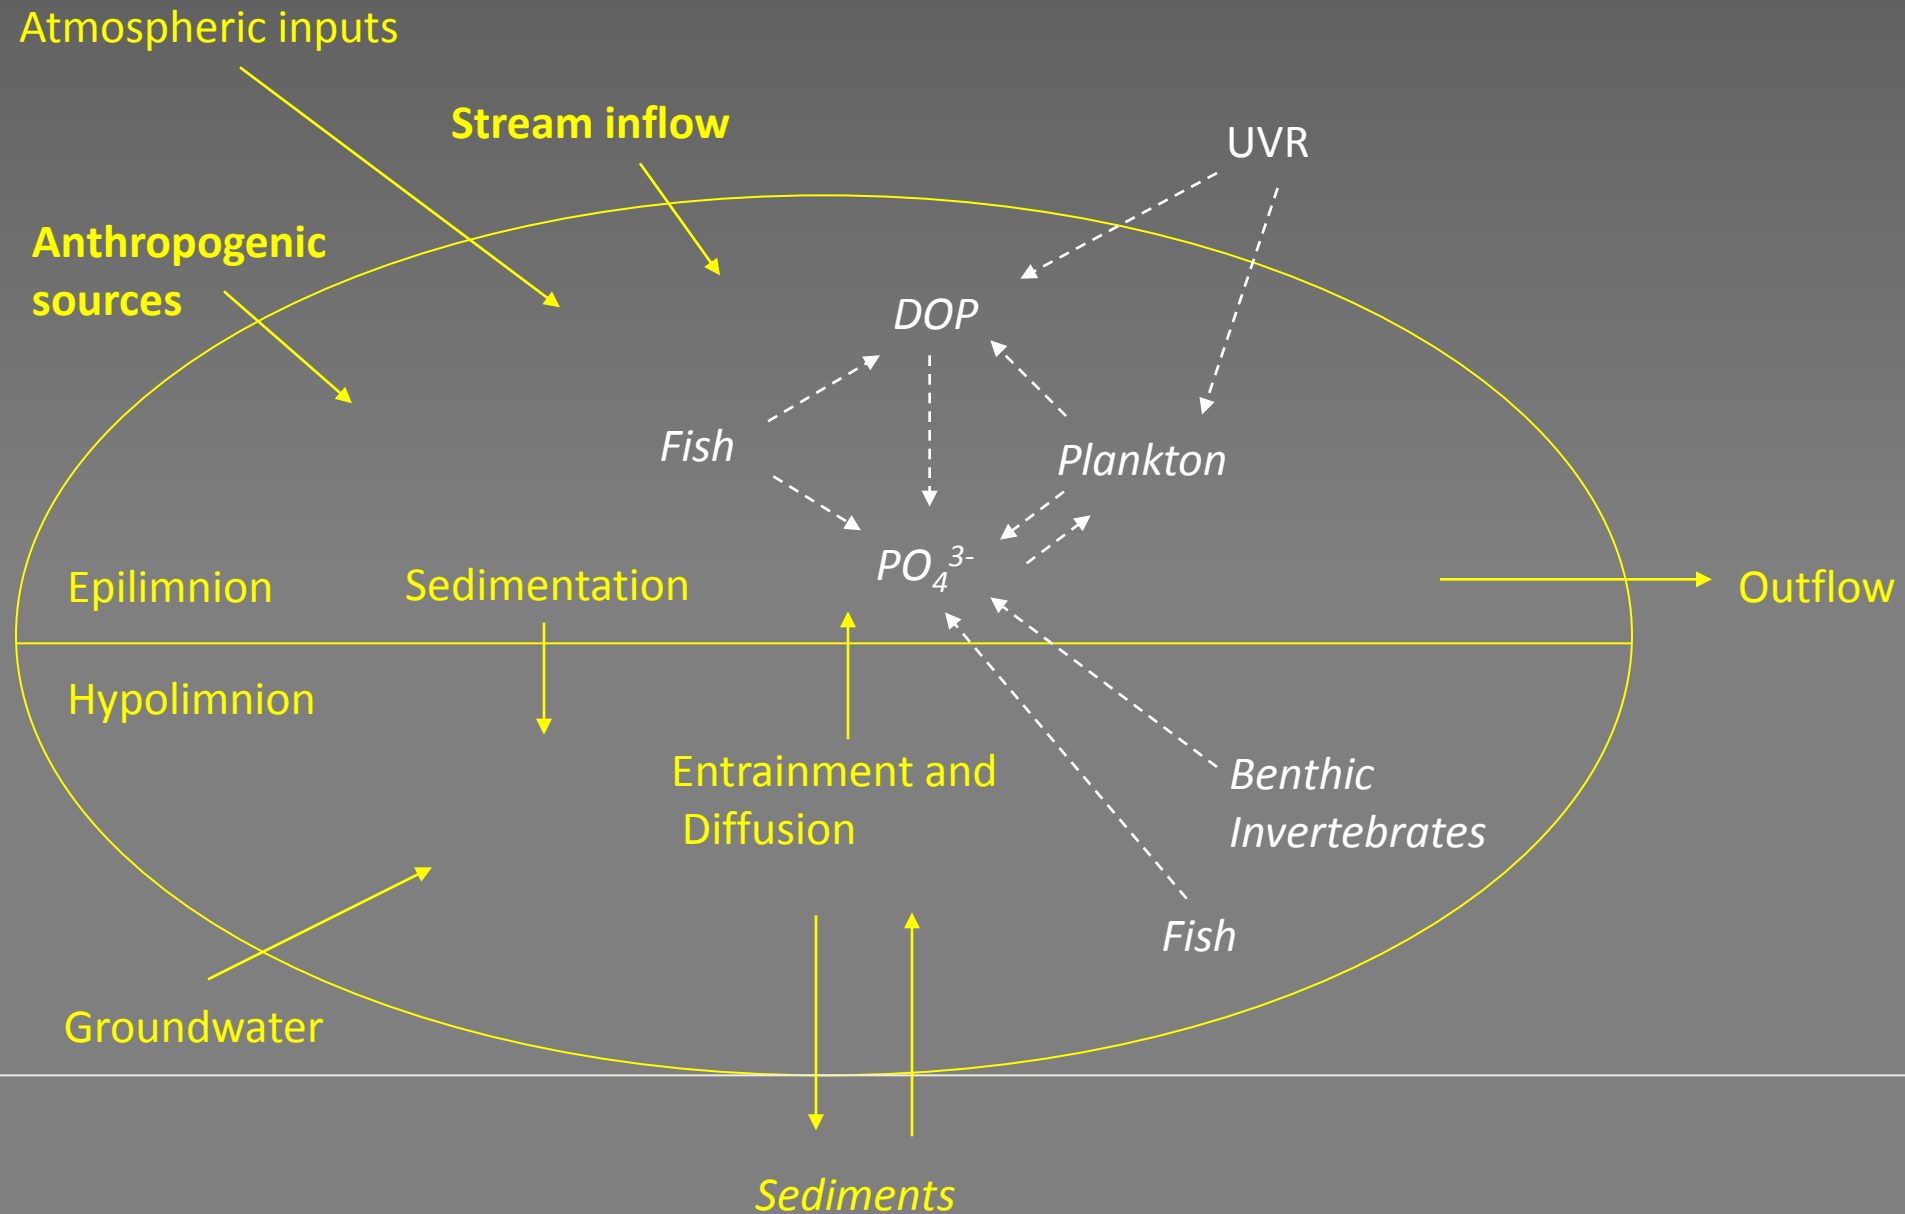 Atmospheric inputs
Stream inflow
UVR
Anthropogenic
sources
DOP
Fish
Plankton
PO₄³⁻
Epilimnion
Sedimentation
Outflow
Hypolimnion
Entrainment and
Diffusion
Benthic
Invertebrates
Fish
Groundwater
Sediments